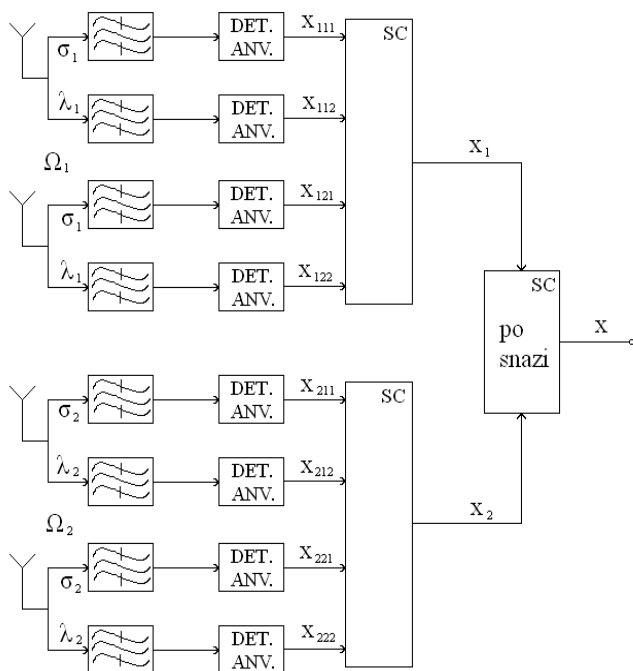 σ₁
DET.
ANV.
X₁₁₁
SC
λ₁
DET.
ANV.
X₁₁₂
Ω₁
X₁
σ₁
DET.
ANV.
X₁₂₁
λ₁
DET.
ANV.
X₁₂₂
SC
po
snazi
X
σ₂
DET.
ANV.
X₂₁₁
SC
λ₂
DET.
ANV.
X₂₁₂
Ω₂
X₂
σ₂
DET.
ANV.
X₂₂₁
λ₂
DET.
ANV.
X₂₂₂